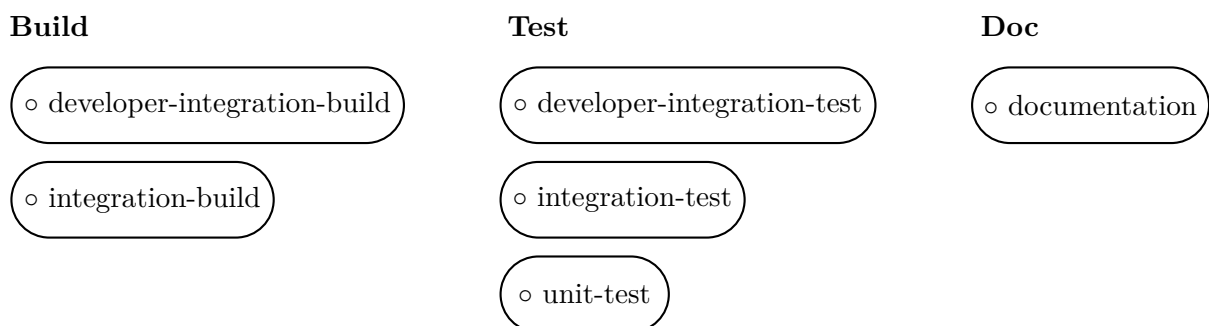 Build
○ developer-integration-build
○ integration-build
Test
○ developer-integration-test
○ integration-test
○ unit-test
Doc
○ documentation